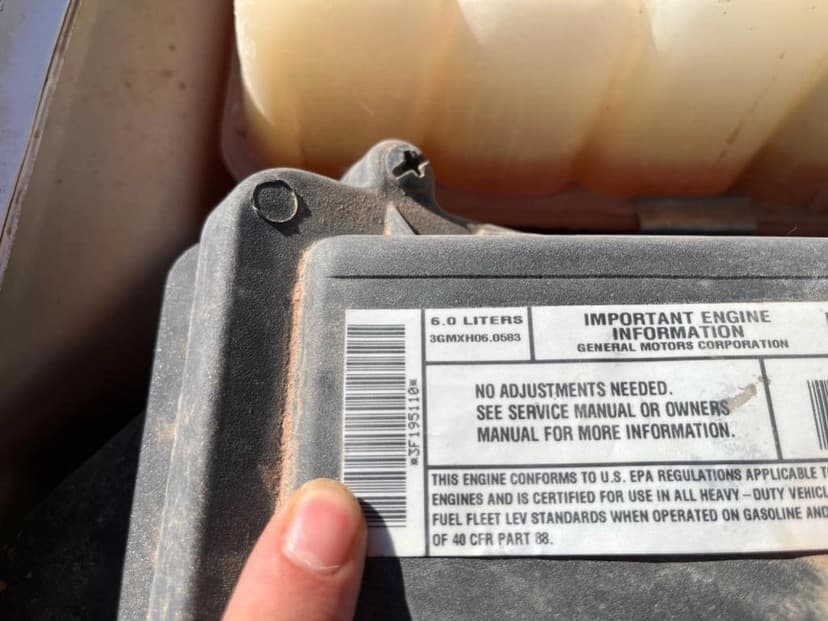 6.0 LITERS
3GMXH06.0583
IMPORTANT ENGINE
INFORMATION
GENERAL MOTORS CORPORATION
*3F195110*
NO ADJUSTMENTS NEEDED.
SEE SERVICE MANUAL OR OWNERS
MANUAL FOR MORE INFORMATION.
THIS ENGINE CONFORMS TO U.S. EPA REGULATIONS APPLICABLE
ENGINES AND IS CERTIFIED FOR USE IN ALL HEAVY-DUTY
FUEL FLEET LEV STANDARDS WHEN OPERATED ON GASOLINE AND
OF 40 CFR PART 88.